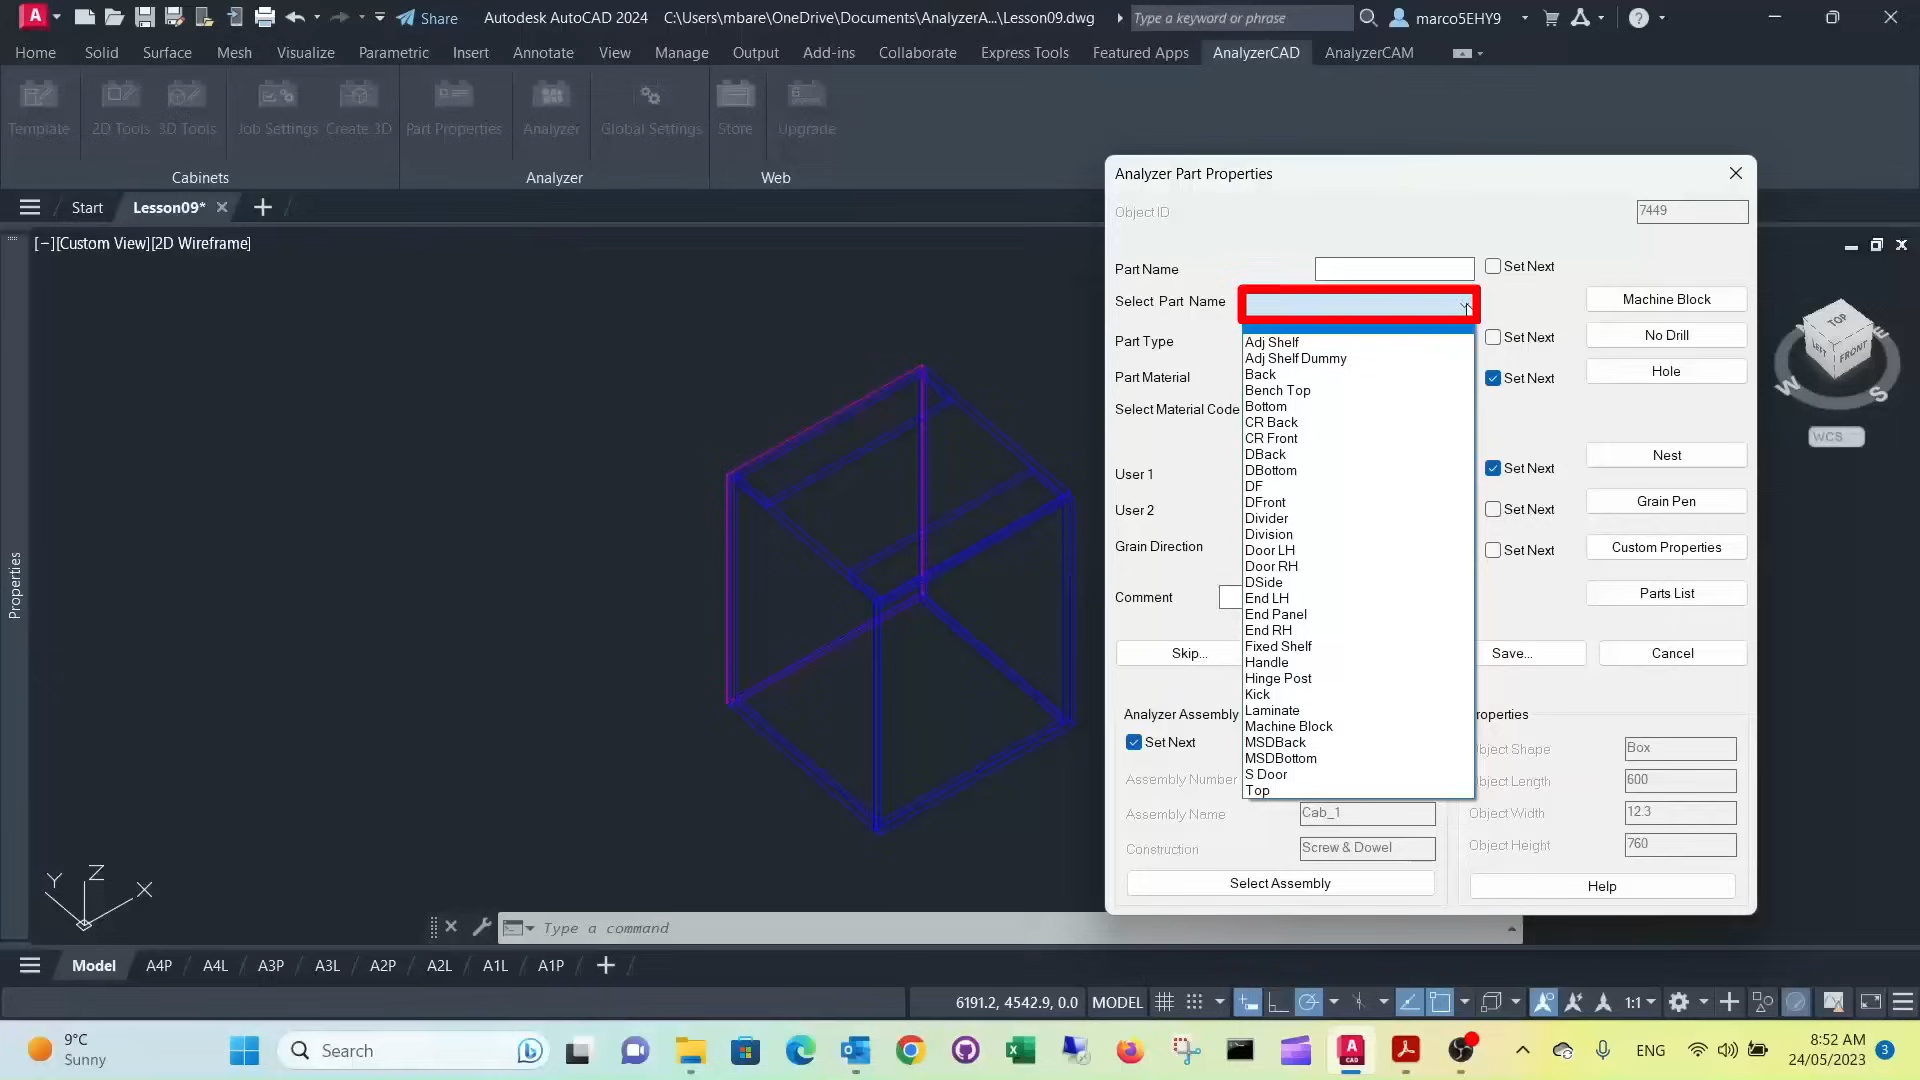 Share
Autodesk AutoCAD 2024 C:\Users\mbare\OneDrive\Documents\AnalyzerA...\Lesson09.dwg
Type a keyword or phrase
marco5EHY9
Home Solid Surface Mesh Visualize Parametric Insert Annotate View Manage Output Add-ins Collaborate Express Tools Featured Apps AnalyzerCAD AnalyzerCAM
Template 2D Tools 3D Tools Job Settings Create 3D Part Properties Analyzer Global Settings Store Upgrade
Cabinets Analyzer Web
Start Lesson09*
[−][Custom View][2D Wireframe]
Properties
Analyzer Part Properties
Object ID 7449
Part Name Set Next
Select Part Name Machine Block
Part Type Set Next No Drill
Part Material Set Next Hole
Select Material Code
Nest
User 1 Set Next
User 2 Set Next Grain Pen
Grain Direction Set Next Custom Properties
Comment Parts List
Skip... Save... Cancel
Adj Shelf
Adj Shelf Dummy
Back
Bench Top
Bottom
CR Back
CR Front
DBack
DBottom
DF
DFront
Divider
Division
Door LH
Door RH
DSide
End LH
End Panel
End RH
Fixed Shelf
Handle
Hinge Post
Kick
Laminate
Machine Block
MSDBack
MSDBottom
S Door
Top
Analyzer Assembly
Set Next
Assembly Number
Assembly Name Cab_1
Construction Screw & Dowel
Select Assembly
roperties
bject Shape Box
bject Length 600
Object Width 12.3
Object Height 760
Help
TOP
LEFT FRONT
W S
WCS
Y Z X
Type a command
Model A4P A4L A3P A3L A2P A2L A1L A1P
6191.2, 4542.9, 0.0 MODEL 1:1
9°C
Sunny
Search
ENG
8:52 AM
24/05/2023
3